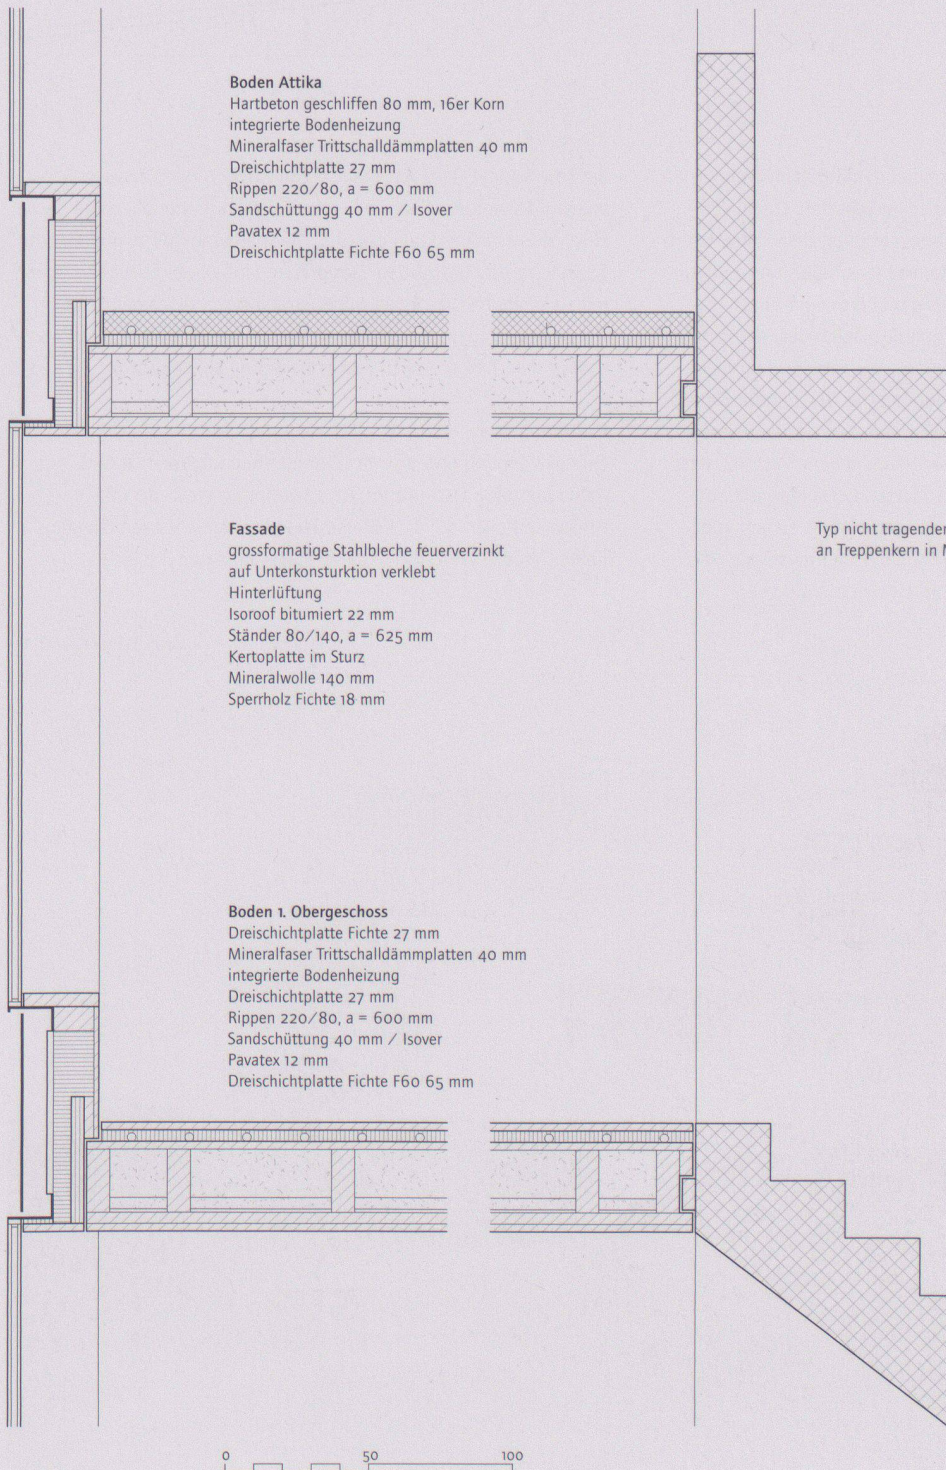 Boden Attika
Hartbeton geschliffen 80 mm, 16er Korn
integrierte Bodenheizung
Mineralfaser Trittschalldämmplatten 40 mm
Dreischichtplatte 27 mm
Rippen 220/80, a = 600 mm
Sandschüttungg 40 mm / Isover
Pavatex 12 mm
Dreischichtplatte Fichte F60 65 mm
Fassade
grossformatige Stahlbleche feuerverzinkt
auf Unterkonsturktion verklebt
Hinterlüftung
Isoroof bitumiert 22 mm
Ständer 80/140, a = 625 mm
Kertoplatte im Sturz
Mineralwolle 140 mm
Sperrholz Fichte 18 mm
Typ nicht tragender
an Treppenkern in
Boden 1. Obergeschoss
Dreischichtplatte Fichte 27 mm
Mineralfaser Trittschalldämmplatten 40 mm
integrierte Bodenheizung
Dreischichtplatte 27 mm
Rippen 220/80, a = 600 mm
Sandschüttung 40 mm / Isover
Pavatex 12 mm
Dreischichtplatte Fichte F60 65 mm
0 50 100